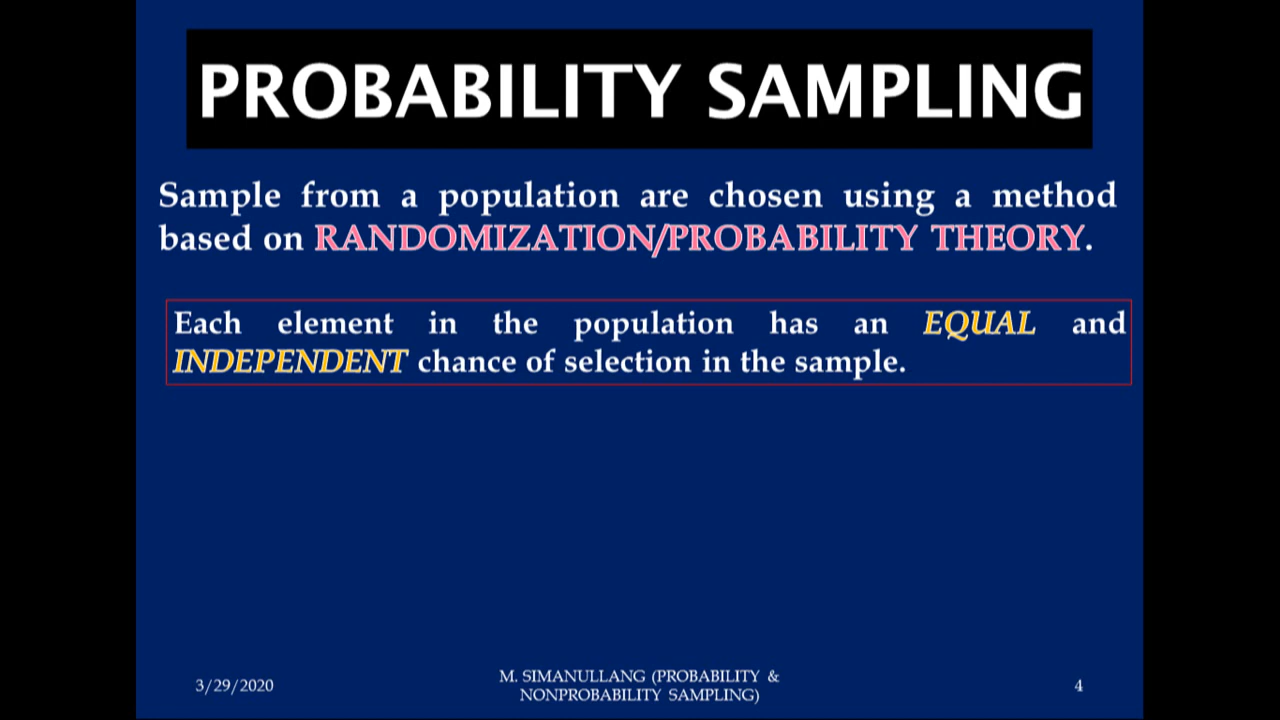 PROBABILITY SAMPLING
Sample from a population are chosen using a method
based on RANDOMIZATION/PROBABILITY THEORY.
Each element in the population has an EQUAL and
INDEPENDENT chance of selection in the sample.
3/29/2020
M. SIMANULLANG (PROBABILITY &
NONPROBABILITY SAMPLING)
4